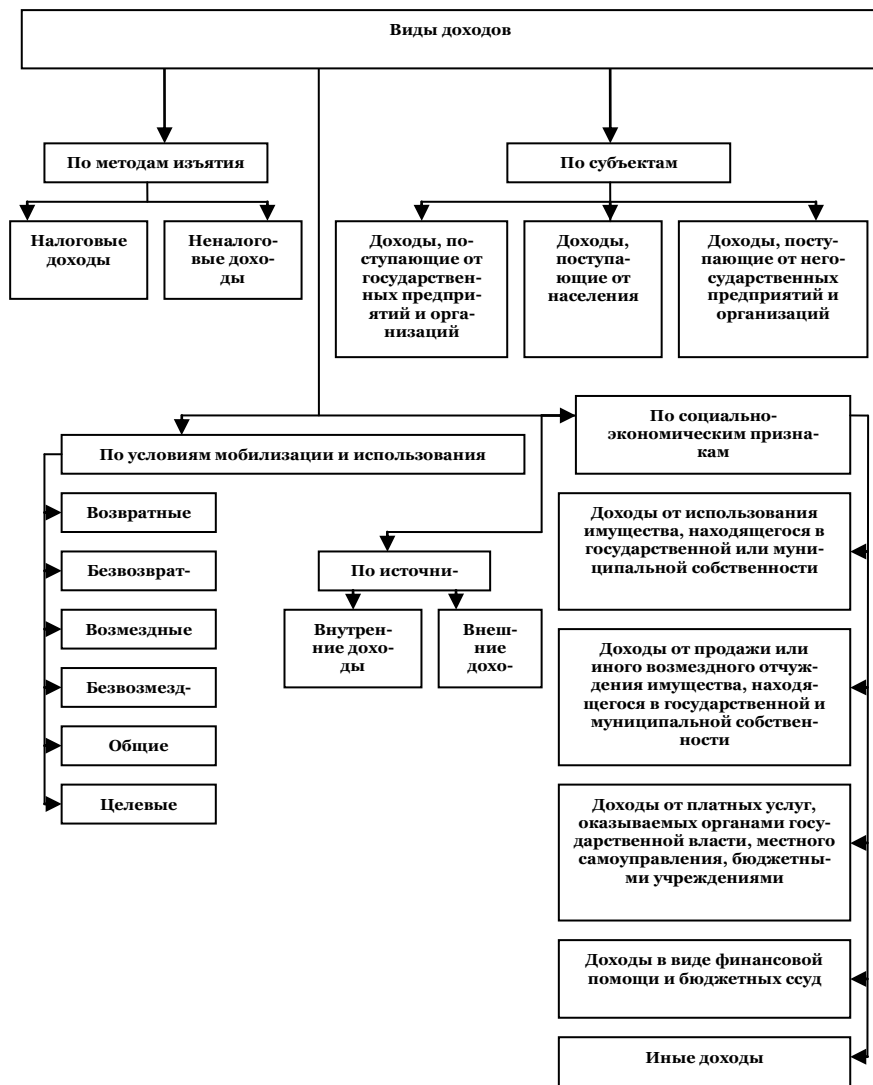 Виды доходов
По методам изъятия
По субъектам
Налоговые
доходы
Неналого-
вые дохо-
ды
Доходы, по-
ступающие от
государствен-
ных предпри-
ятий и орга-
низаций
Доходы,
поступа-
ющие от
населения
Доходы, посту-
пающие от него-
сударственных
предприятий и
организаций
По условиям мобилизации и использования
Возвратные
Безвозврат-
Возмездные
Безвозмезд-
Общие
Целевые
По источни-
Внутрен-
ние дохо-
ды
Внеш-
ние
дохо-
По социально-
экономическим призна-
кам
Доходы от использования
имущества, находящегося в
государственной или муни-
ципальной собственности
Доходы от продажи или
иного возмездного отчуж-
дения имущества, находя-
щегося в государственной и
муниципальной собствен-
ности
Доходы от платных услуг,
оказываемых органами госу-
дарственной власти, местного
самоуправления, бюджетны-
ми учреждениями
Доходы в виде финансовой
помощи и бюджетных ссуд
Иные доходы